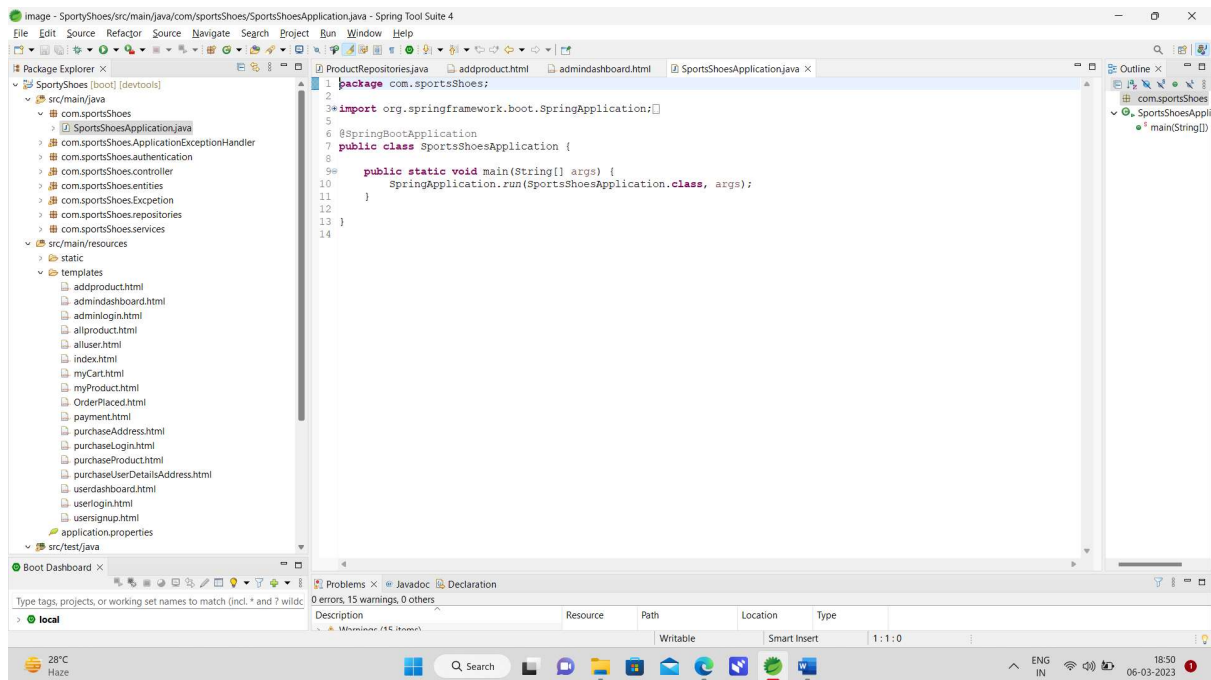 image - SportyShoes/src/main/java/com/sportsShoes/SportsShoesApplication.java - Spring Tool Suite 4
File Edit Source Refactor Source Navigate Search Project Run Window Help
Package Explorer
SportyShoes [boot] [devtools]
src/main/java
com.sportsShoes
SportsShoesApplication.java
com.sportsShoes.ApplicationExceptionHandler
com.sportsShoes.authentication
com.sportsShoes.controller
com.sportsShoes.entities
com.sportsShoes.Excpetion
com.sportsShoes.repositories
com.sportsShoes.services
src/main/resources
static
templates
addproduct.html
admindashboard.html
adminlogin.html
allproduct.html
alluser.html
index.html
myCart.html
myProduct.html
OrderPlaced.html
payment.html
purchaseAddress.html
purchaseLogin.html
purchaseProduct.html
purchaseUserDetailsAddress.html
userdashboard.html
userlogin.html
usersignup.html
application.properties
src/test/java
ProductRepositories.java addproduct.html admindashboard.html SportsShoesApplication.java
1 package com.sportsShoes;
2
3 import org.springframework.boot.SpringApplication;
5
6 @SpringBootApplication
7 public class SportsShoesApplication {
8
9 public static void main(String[] args) {
10 SpringApplication.run(SportsShoesApplication.class, args);
11 }
12
13 }
14
Outline
com.sportsShoes
SportsShoesAppli
main(String[])
Boot Dashboard
Type tags, projects, or working set names to match (incl. * and ? wildc
local
Problems Javadoc Declaration
0 errors, 15 warnings, 0 others
Description Resource Path Location Type
Warnings (15 items)
Writable Smart Insert 1 : 1 : 0
28°C
Haze
Search
ENG
IN
18:50
06-03-2023
1